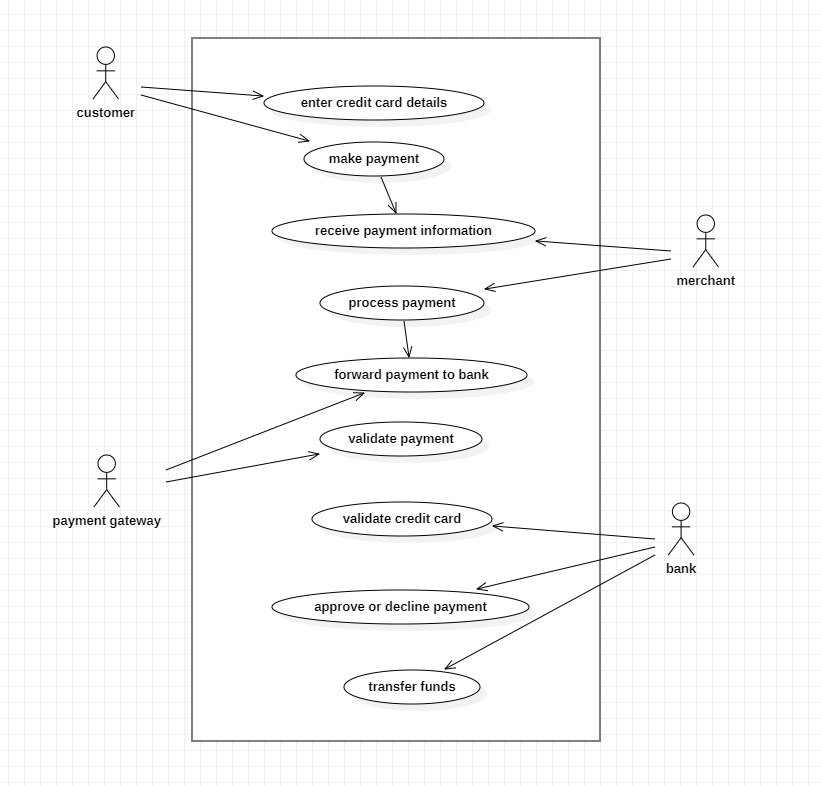 customer
enter credit card details
make payment
receive payment information
merchant
process payment
forward payment to bank
validate payment
payment gateway
validate credit card
bank
approve or decline payment
transfer funds